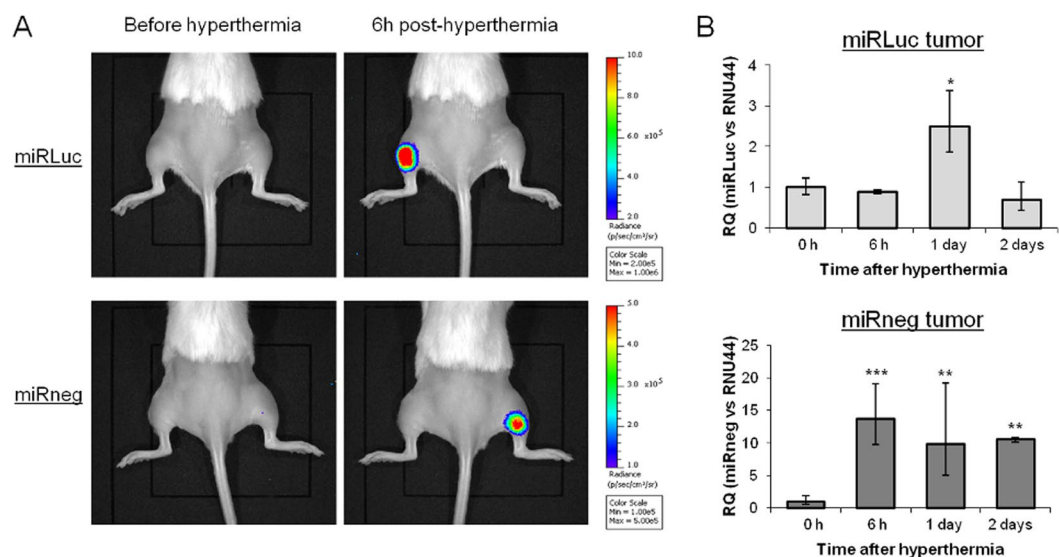 A
Before hyperthermia
6h post-hyperthermia
miRLuc
10.0
8.0
6.0
x10⁵
4.0
2.0
Radiance
(p/sec/cm²/sr)
Color Scale
Min = 2.00e5
Max = 1.00e6
miRneg
5.0
4.0
3.0
x10⁵
2.0
1.0
Radiance
(p/sec/cm²/sr)
Color Scale
Min = 1.00e5
Max = 5.00e5
B
miRLuc tumor
RQ (miRLuc vs RNU44)
4
3
2
1
0
*
0 h
6 h
1 day
2 days
Time after hyperthermia
miRneg tumor
RQ (miRneg vs RNU44)
25
20
15
10
5
0
***
**
**
0 h
6 h
1 day
2 days
Time after hyperthermia